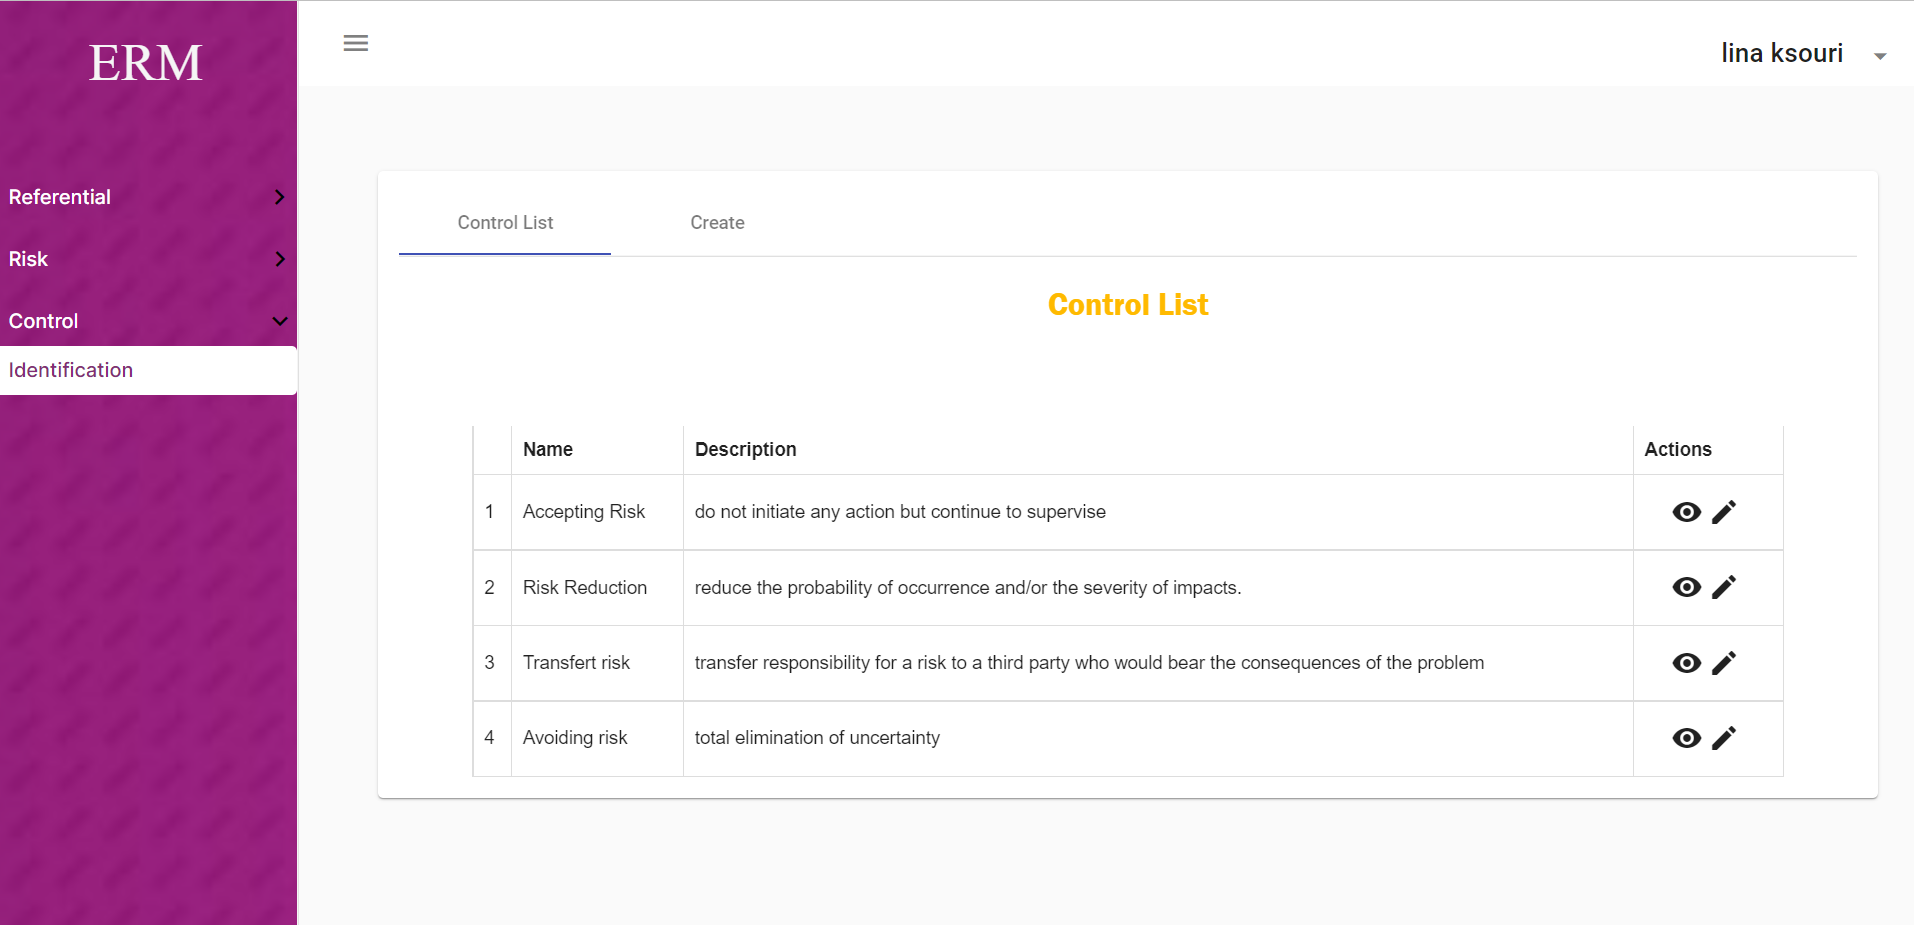 ERM
lina ksouri
Referential
Risk
Control
Identification
Control List Create
Control List
Name Description Actions
1 Accepting Risk do not initiate any action but continue to supervise
2 Risk Reduction reduce the probability of occurrence and/or the severity of impacts.
3 Transfert risk transfer responsibility for a risk to a third party who would bear the consequences of the problem
4 Avoiding risk total elimination of uncertainty